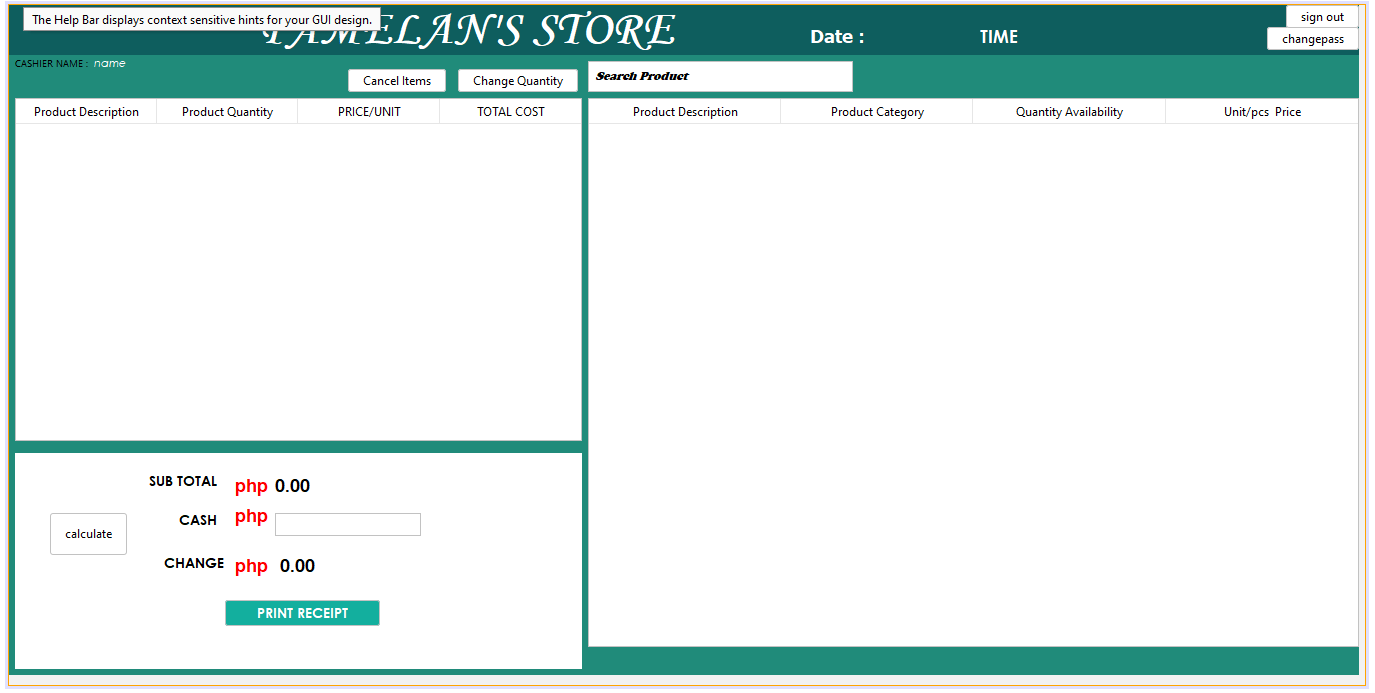 The Help Bar displays context sensitive hints for your GUI design.
STORE
Date :
TIME
sign out
changepass
CASHIER NAME : name
Cancel Items
Change Quantity
Search Product
Product Description
Product Quantity
PRICE/UNIT
TOTAL COST
Product Description
Product Category
Quantity Availability
Unit/pcs Price
SUB TOTAL
php 0.00
CASH
php
calculate
CHANGE
php 0.00
PRINT RECEIPT